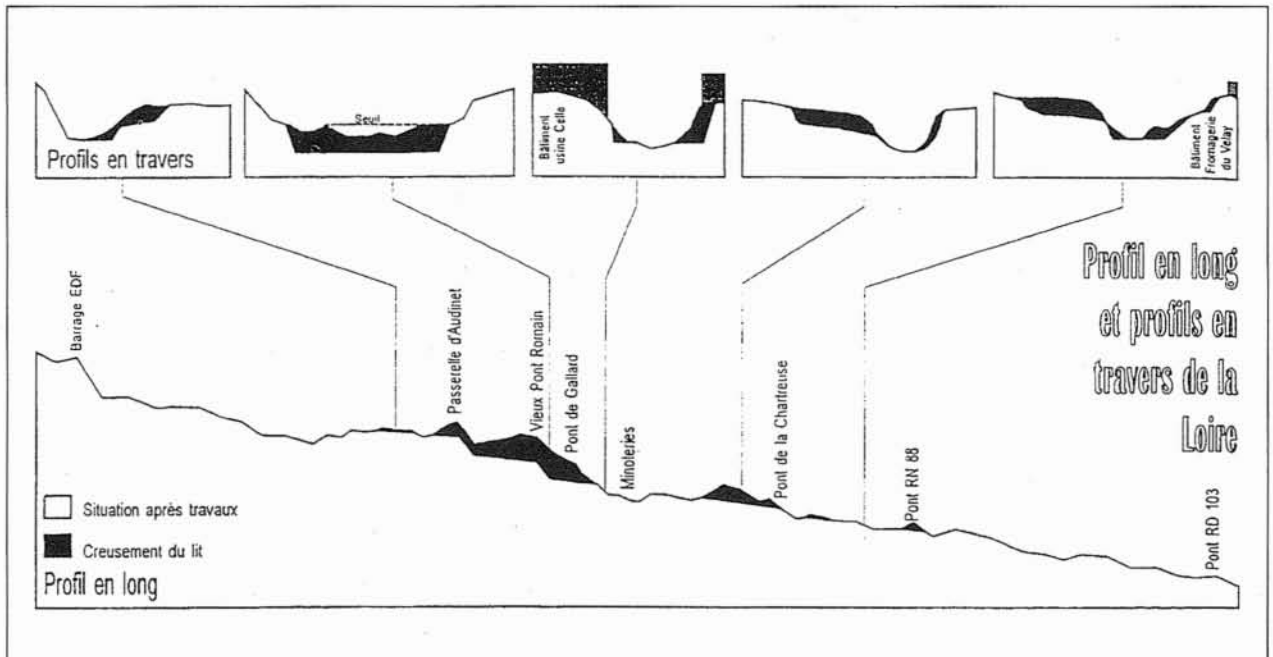 Profils en travers
Seuil
Bâtiment
usine Cello
Bâtiment
Fromagerie
du Velay
Profil en long
et profils en
travers de la
Loire
Barrage EDF
Passerelle d'Audinet
Vieux Pont Romain
Pont de Gallard
Minoteries
Pont de la Chartreuse
Pont RN 88
Pont RD 103
Situation après travaux
Creusement du lit
Profil en long